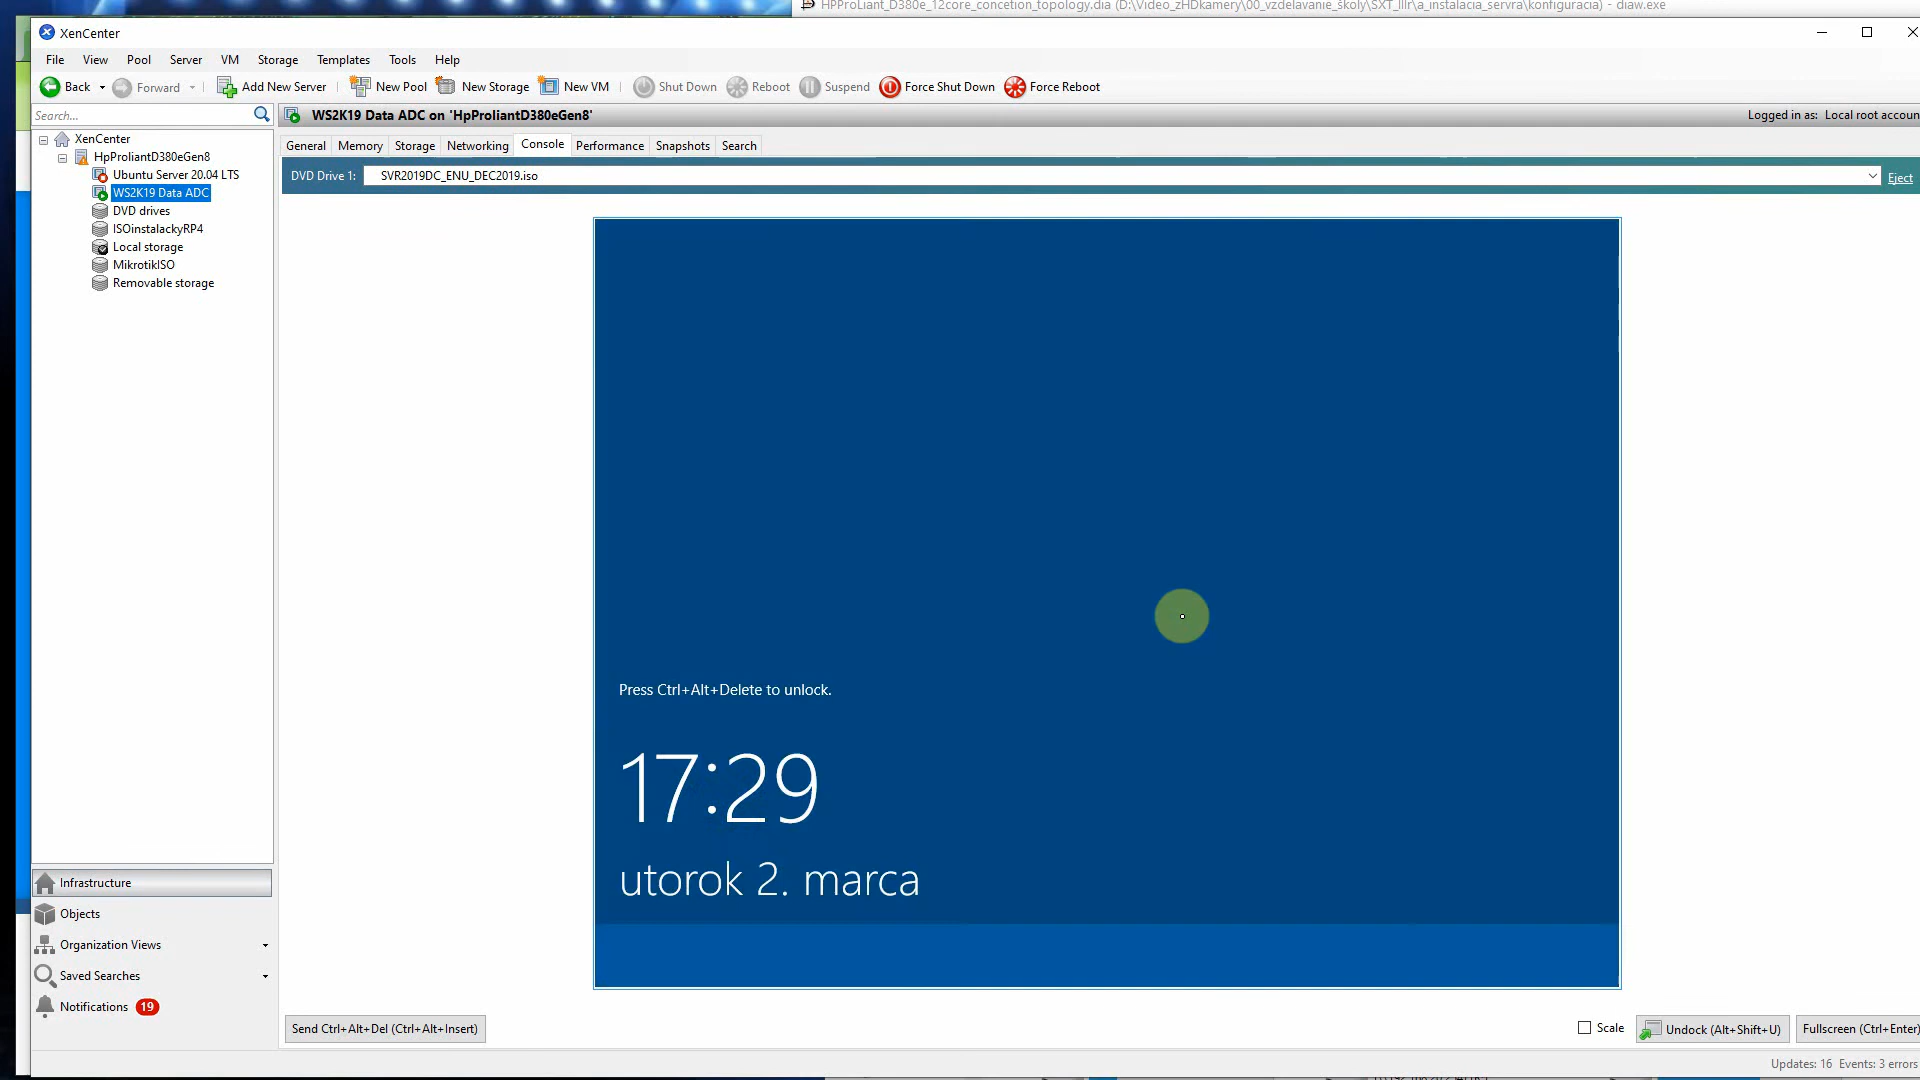 HPProLiant_D380e_12core_concetion_topology.dia (D:\Video_zHDkamery\00_vzdelavanie_školy\SXT_IIIr\a_instalacia_servra\konfiguracia) - diaw.exe
XenCenter
File View Pool Server VM Storage Templates Tools Help
Back Forward Add New Server New Pool New Storage New VM Shut Down Reboot Suspend Force Shut Down Force Reboot
Search... WS2K19 Data ADC on 'HpProliantD380eGen8' Logged in as: Local root accoun
XenCenter
HpProliantD380eGen8
Ubuntu Server 20.04 LTS
WS2K19 Data ADC
DVD drives
ISOinstalackyRP4
Local storage
MikrotikISO
Removable storage
General Memory Storage Networking Console Performance Snapshots Search
DVD Drive 1: SVR2019DC_ENU_DEC2019.iso Eject
Press Ctrl+Alt+Delete to unlock.
17:29
utorok 2. marca
Infrastructure
Objects
Organization Views
Saved Searches
Notifications 19
Send Ctrl+Alt+Del (Ctrl+Alt+Insert) Scale Undock (Alt+Shift+U) Fullscreen (Ctrl+Enter)
Updates: 16 Events: 3 errors